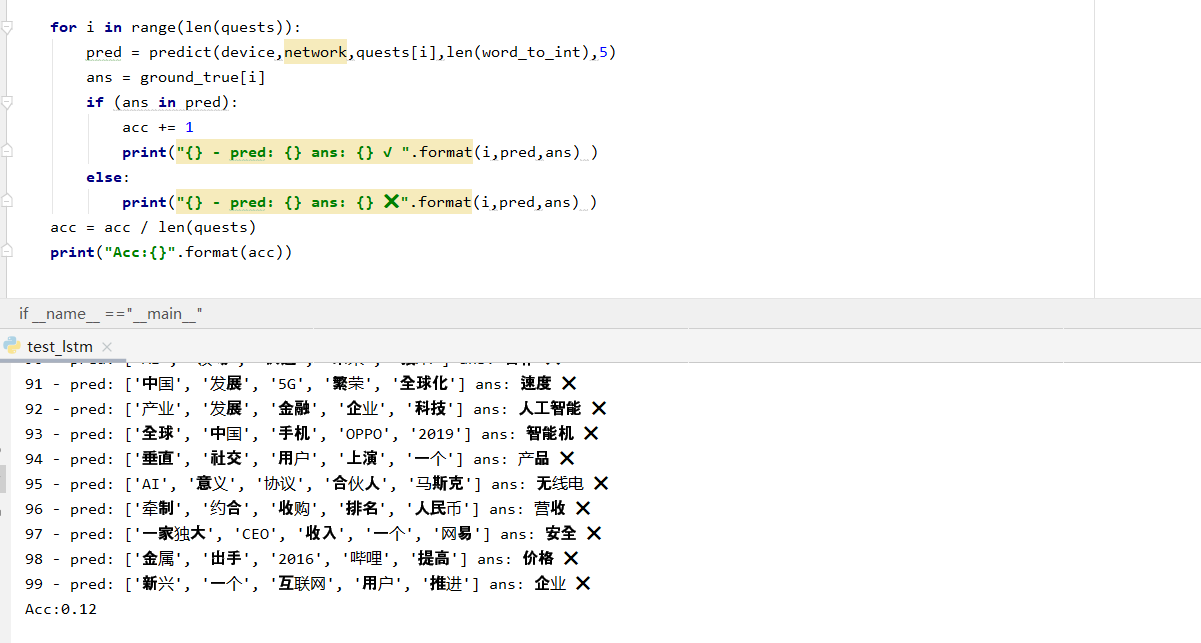 for i in range(len(quests)):
pred = predict(device,network,quests[i],len(word_to_int),5)
ans = ground_true[i]
if (ans in pred):
acc += 1
print("{} - pred: {} ans: {} √ ".format(i,pred,ans) )
else:
print("{} - pred: {} ans: {} ❌".format(i,pred,ans) )
acc = acc / len(quests)
print("Acc:{}".format(acc))
if __name__ =="__main__"
test_lstm
91 - pred: ['中国', '发展', '5G', '繁荣', '全球化'] ans: 速度 ❌
92 - pred: ['产业', '发展', '金融', '企业', '科技'] ans: 人工智能 ❌
93 - pred: ['全球', '中国', '手机', 'OPPO', '2019'] ans: 智能机 ❌
94 - pred: ['垂直', '社交', '用户', '上演', '一个'] ans: 产品 ❌
95 - pred: ['AI', '意义', '协议', '合伙人', '马斯克'] ans: 无线电 ❌
96 - pred: ['牵制', '约合', '收购', '排名', '人民币'] ans: 营收 ❌
97 - pred: ['一家独大', 'CEO', '收入', '一个', '网易'] ans: 安全 ❌
98 - pred: ['金属', '出手', '2016', '哔哩', '提高'] ans: 价格 ❌
99 - pred: ['新兴', '一个', '互联网', '用户', '推进'] ans: 企业 ❌
Acc:0.12